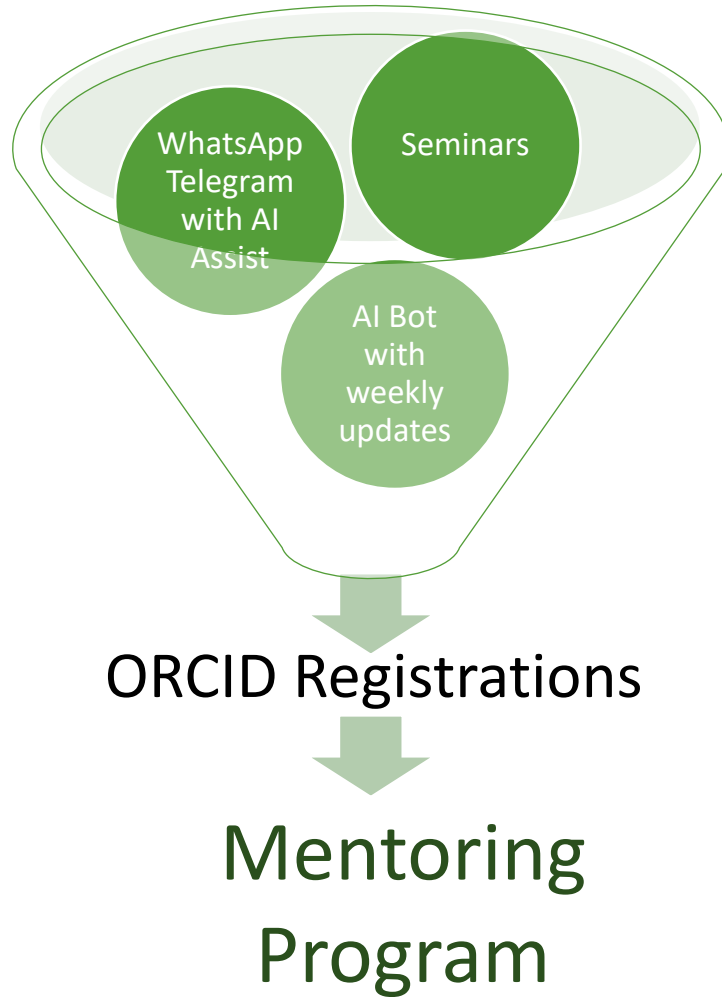 WhatsApp
Telegram
with AI
Assist
Seminars
AI Bot
with
weekly
updates
ORCID Registrations
Mentoring
Program